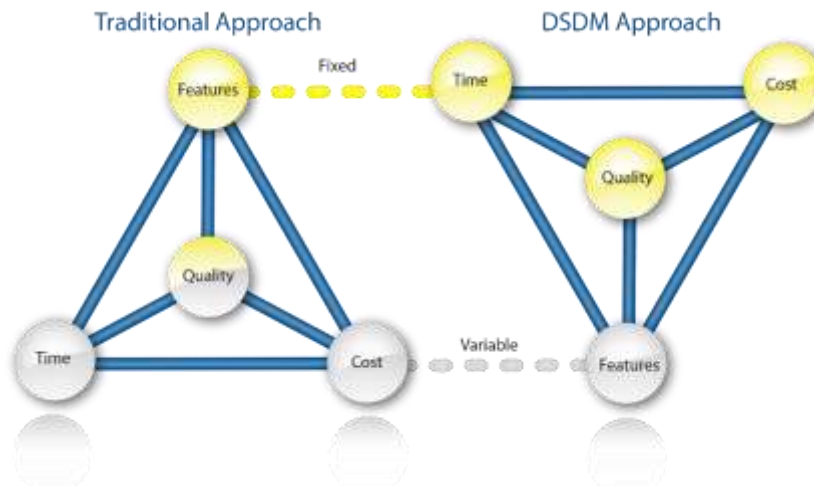 Traditional Approach
DSDM Approach
Fixed
Features
Time
Cost
Quality
Quality
Time
Cost
Variable
Features